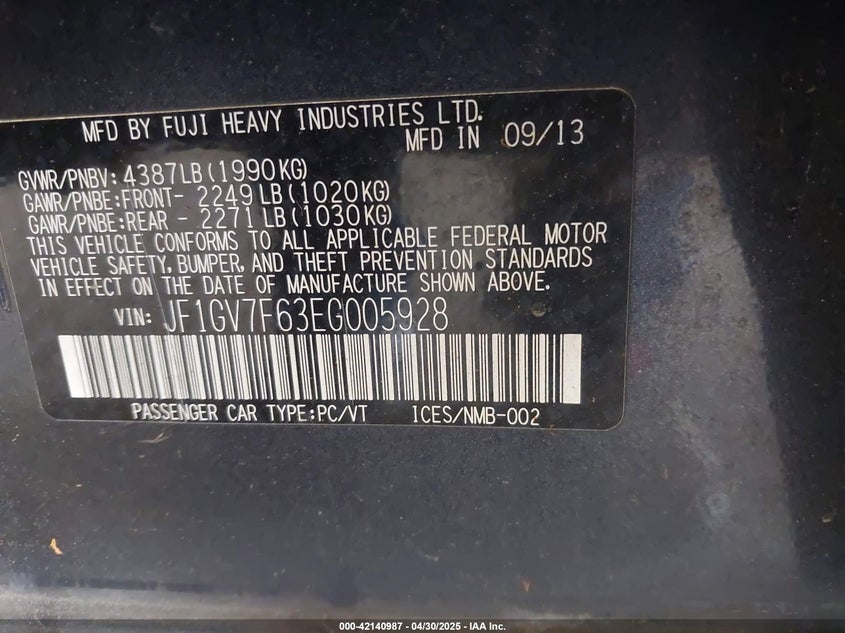 MFD BY FUJI HEAVY INDUSTRIES LTD.
MFD IN 09/13
GVWR/PNBV: 4387LB(1990KG)
GAWR/PNBE:FRONT- 2249LB(1020KG)
GAWR/PNBE:REAR - 2271LB(1030KG)
THIS VEHICLE CONFORMS TO ALL APPLICABLE FEDERAL MOTOR
VEHICLE SAFETY, BUMPER, AND THEFT PREVENTION STANDARDS
IN EFFECT ON THE DATE OF MANUFACTURE SHOWN ABOVE.
VIN: JF1GV7F63EG005928
PASSENGER CAR TYPE:PC/VT ICES/NMB-002
000-42140987 - 04/30/2025 - IAA Inc.